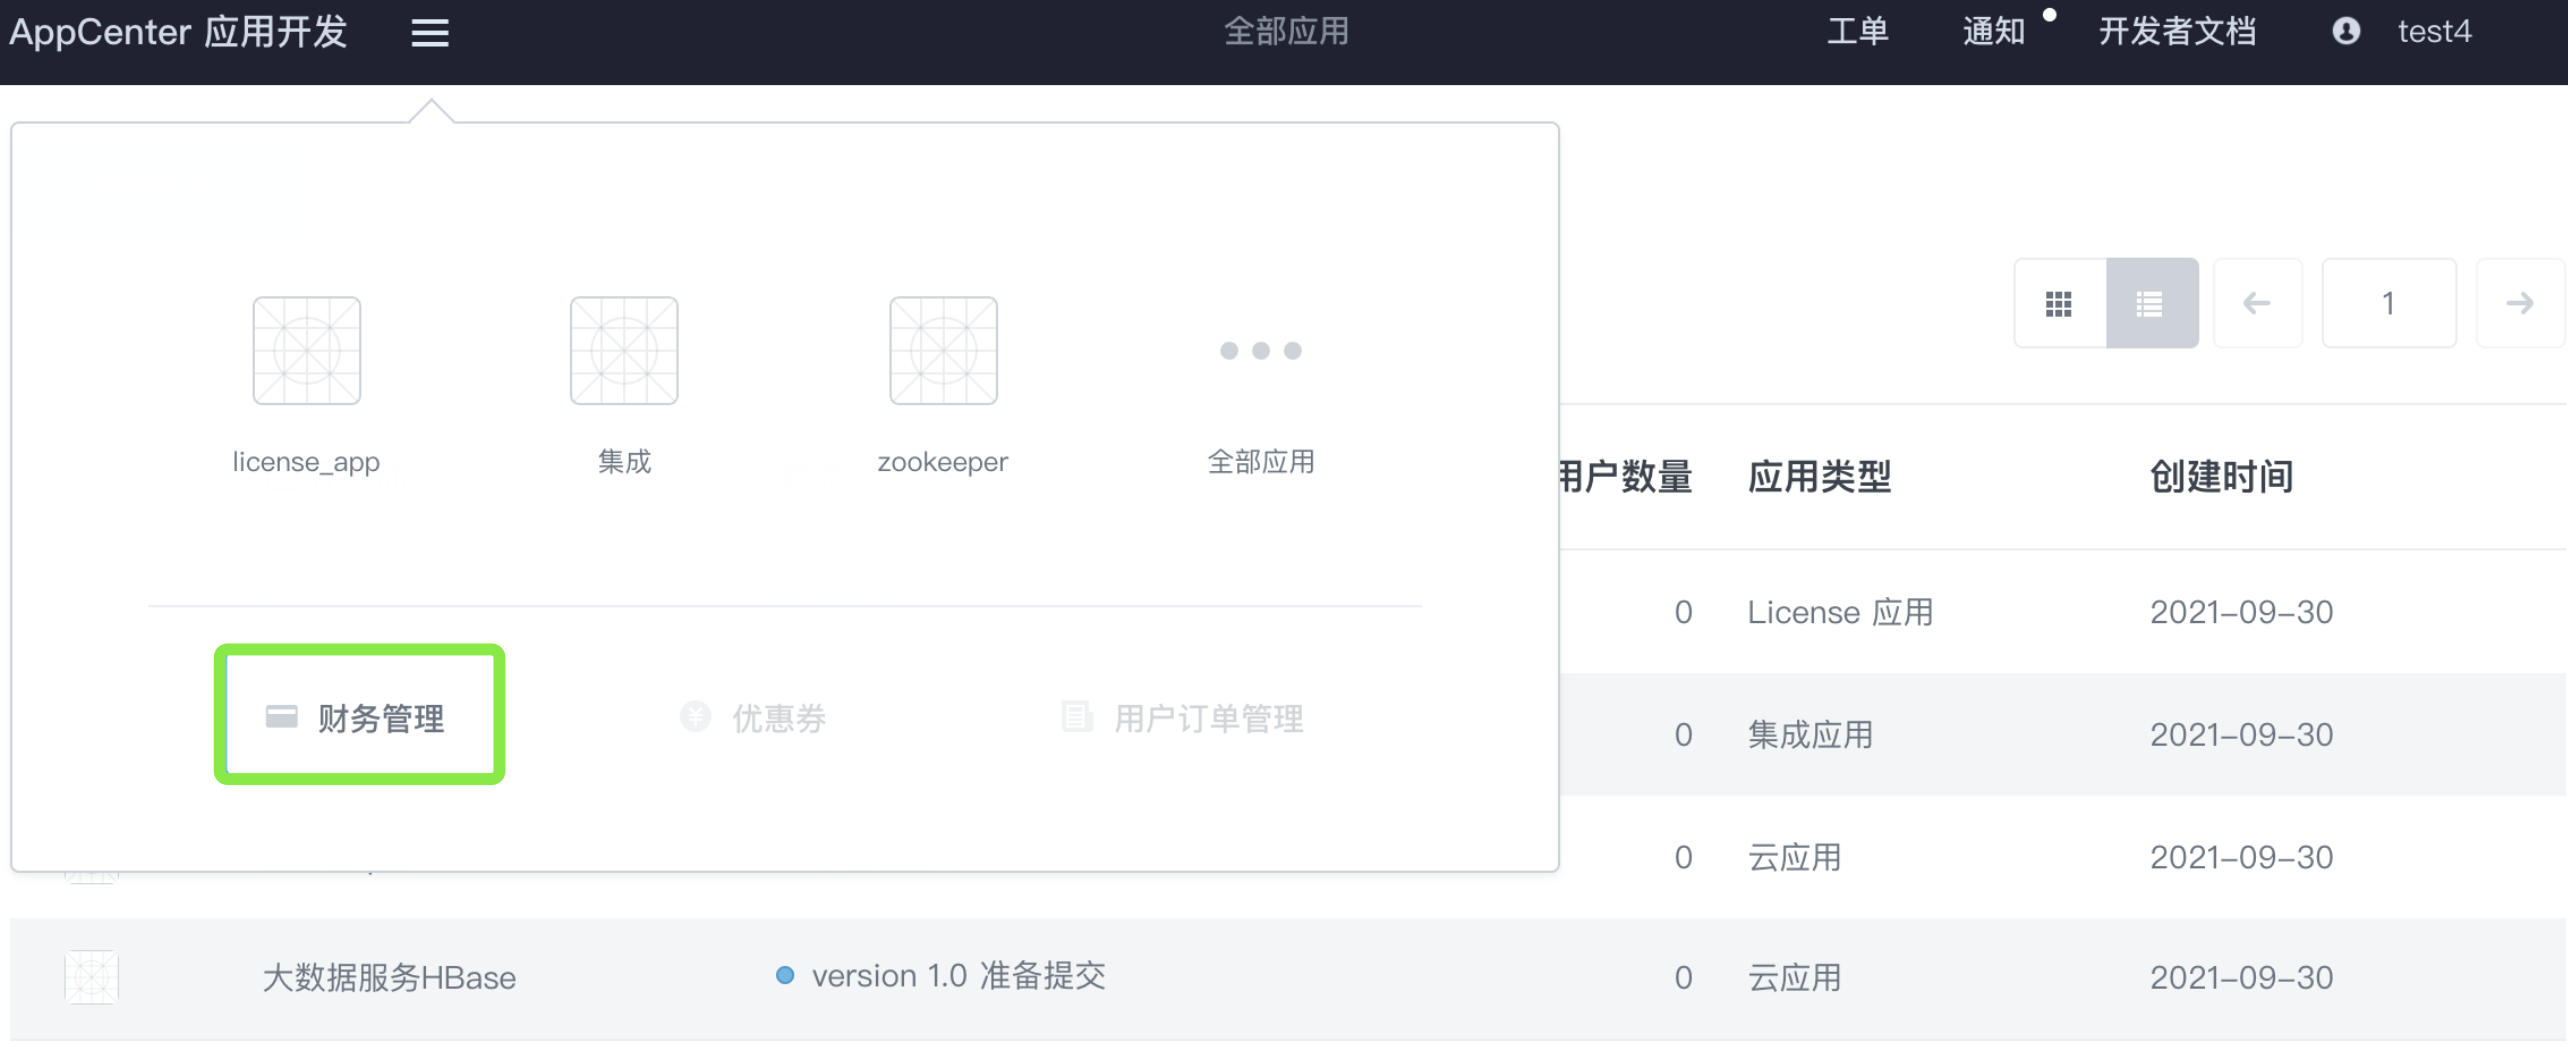 AppCenter 应用开发 全部应用 工单 通知 开发者文档 test4
1
license_app 集成 zookeeper 全部应用
用户数量 应用类型 创建时间
0 License 应用 2021-09-30
财务管理 优惠券 用户订单管理
0 集成应用 2021-09-30
0 云应用 2021-09-30
大数据服务HBase version 1.0 准备提交 0 云应用 2021-09-30